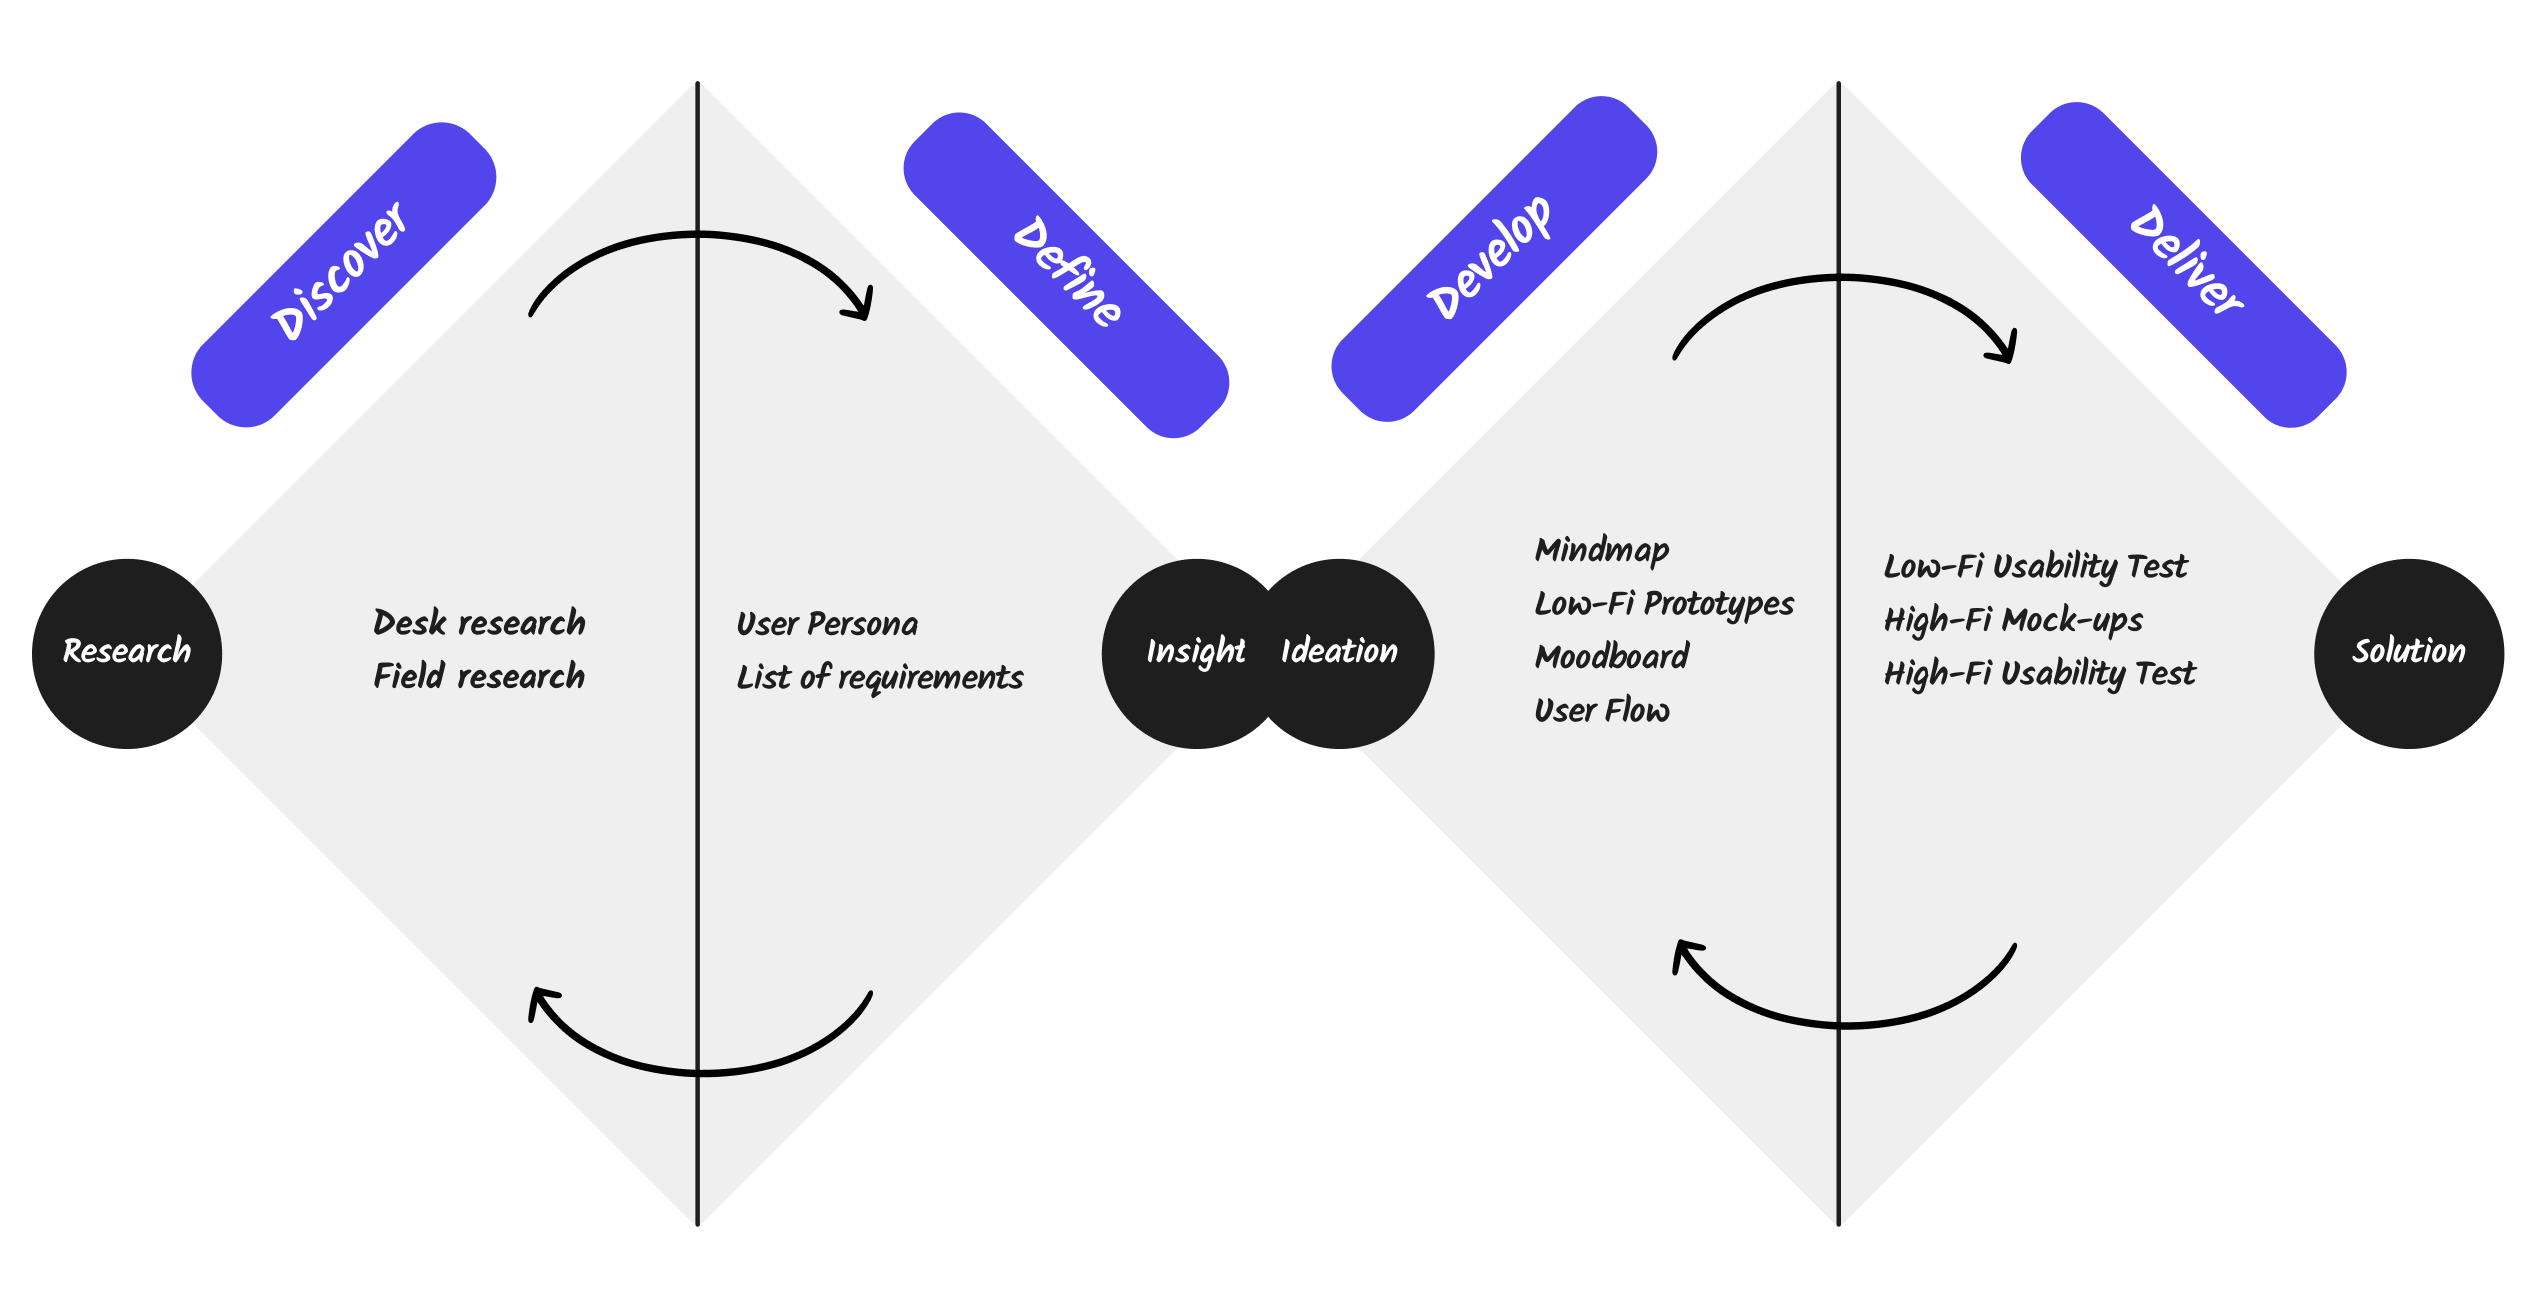 Discover
Define
Develop
Deliver
Research
Desk research
Field research
User Persona
List of requirements
Insight
Ideation
Mindmap
Low-Fi Prototypes
Moodboard
User Flow
Low-Fi Usability Test
High-Fi Mock-ups
High-Fi Usability Test
Solution